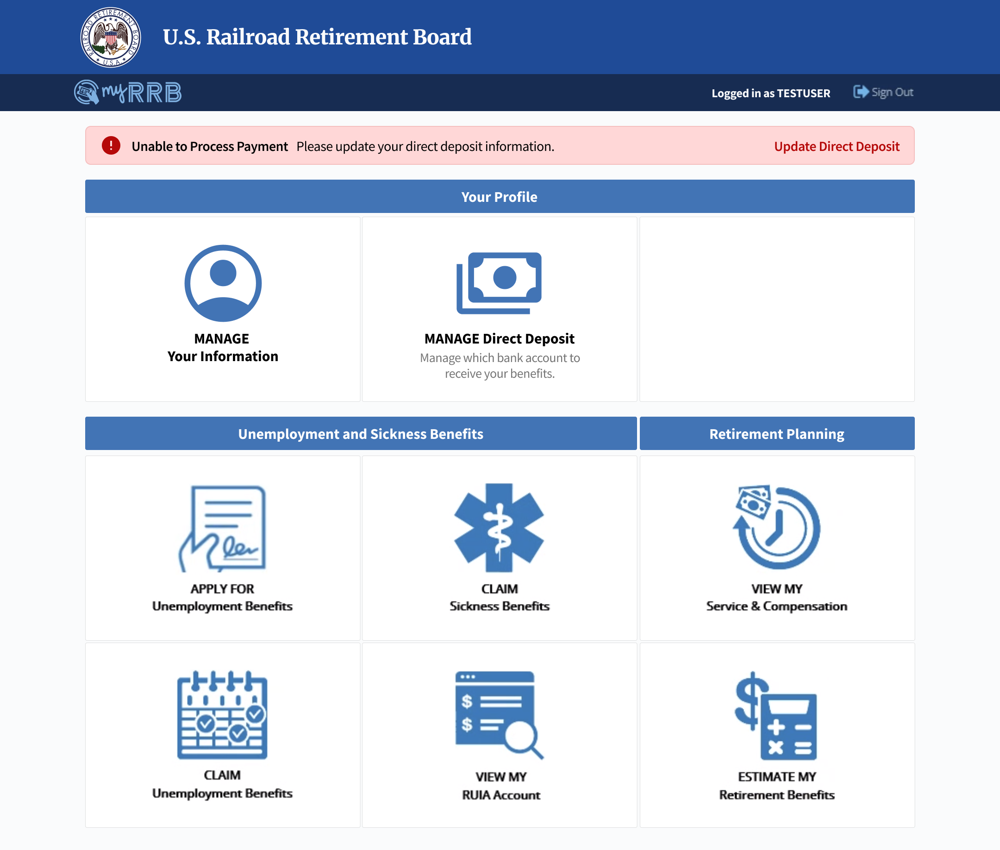 RAILROAD RETIREMENT BOARD
U.S.A.
U.S. Railroad Retirement Board
myRRB
Logged in as TESTUSER
Sign Out
Unable to Process Payment Please update your direct deposit information.
Update Direct Deposit
Your Profile
MANAGE
Your Information
MANAGE Direct Deposit
Manage which bank account to
receive your benefits.
Unemployment and Sickness Benefits
Retirement Planning
APPLY FOR
Unemployment Benefits
CLAIM
Sickness Benefits
VIEW MY
Service & Compensation
CLAIM
Unemployment Benefits
VIEW MY
RUIA Account
ESTIMATE MY
Retirement Benefits